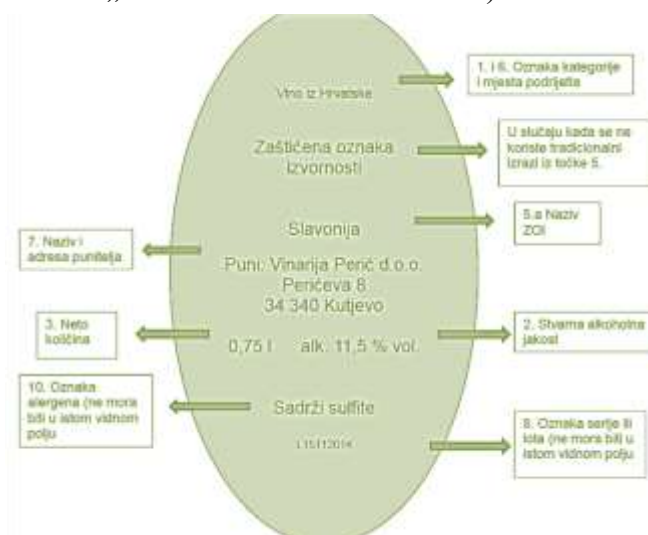 1. i 6. Oznaka kategorije
i mjesta podrijetla
Vino iz Hrvatske
Zaštićena oznaka
izvornosti
U slučaju kada se ne
koriste tradicionalni
izrazi iz točke 5.
Slavonija
5.a Naziv
ZOI
7. Naziv i
adresa punitelja
Puni: Vinarija Perić d.o.o.
Perićeva 8
34 340 Kutjevo
3. Neto
količina
0,75 l alk. 11,5 % vol.
2. Stvarna alkoholna
jakost
10. Oznaka
alergena (ne mora
biti u istom vidnom
polju
Sadrži sulfite
L15112014
8. Oznaka serije ili
lota (ne mora biti u
istom vidnom polju